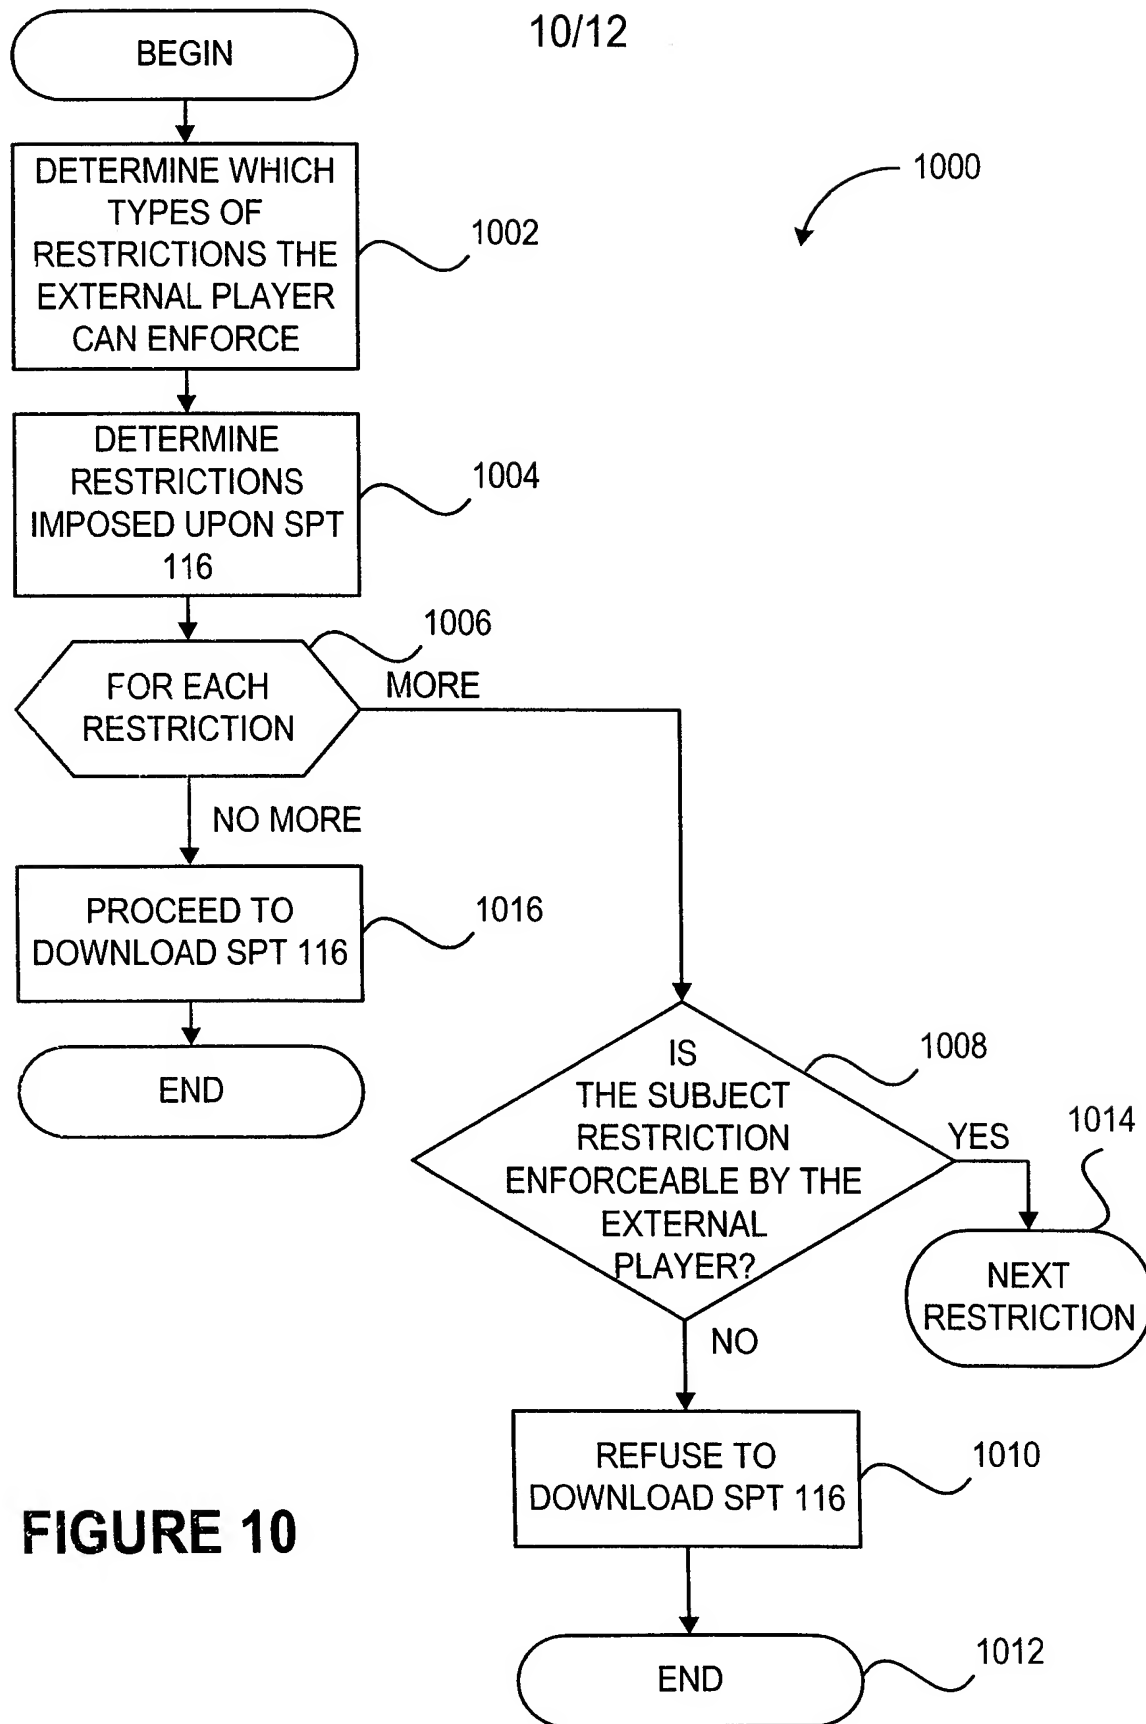 10/12
BEGIN
1000
DETERMINE WHICH
TYPES OF
RESTRICTIONS THE
EXTERNAL PLAYER
CAN ENFORCE
1002
DETERMINE
RESTRICTIONS
IMPOSED UPON SPT
116
1004
1006
FOR EACH
RESTRICTION
MORE
NO MORE
PROCEED TO
DOWNLOAD SPT 116
1016
END
IS
THE SUBJECT
RESTRICTION
ENFORCEABLE BY THE
EXTERNAL
PLAYER?
1008
YES
1014
NEXT
RESTRICTION
NO
REFUSE TO
DOWNLOAD SPT 116
1010
FIGURE 10
END
1012